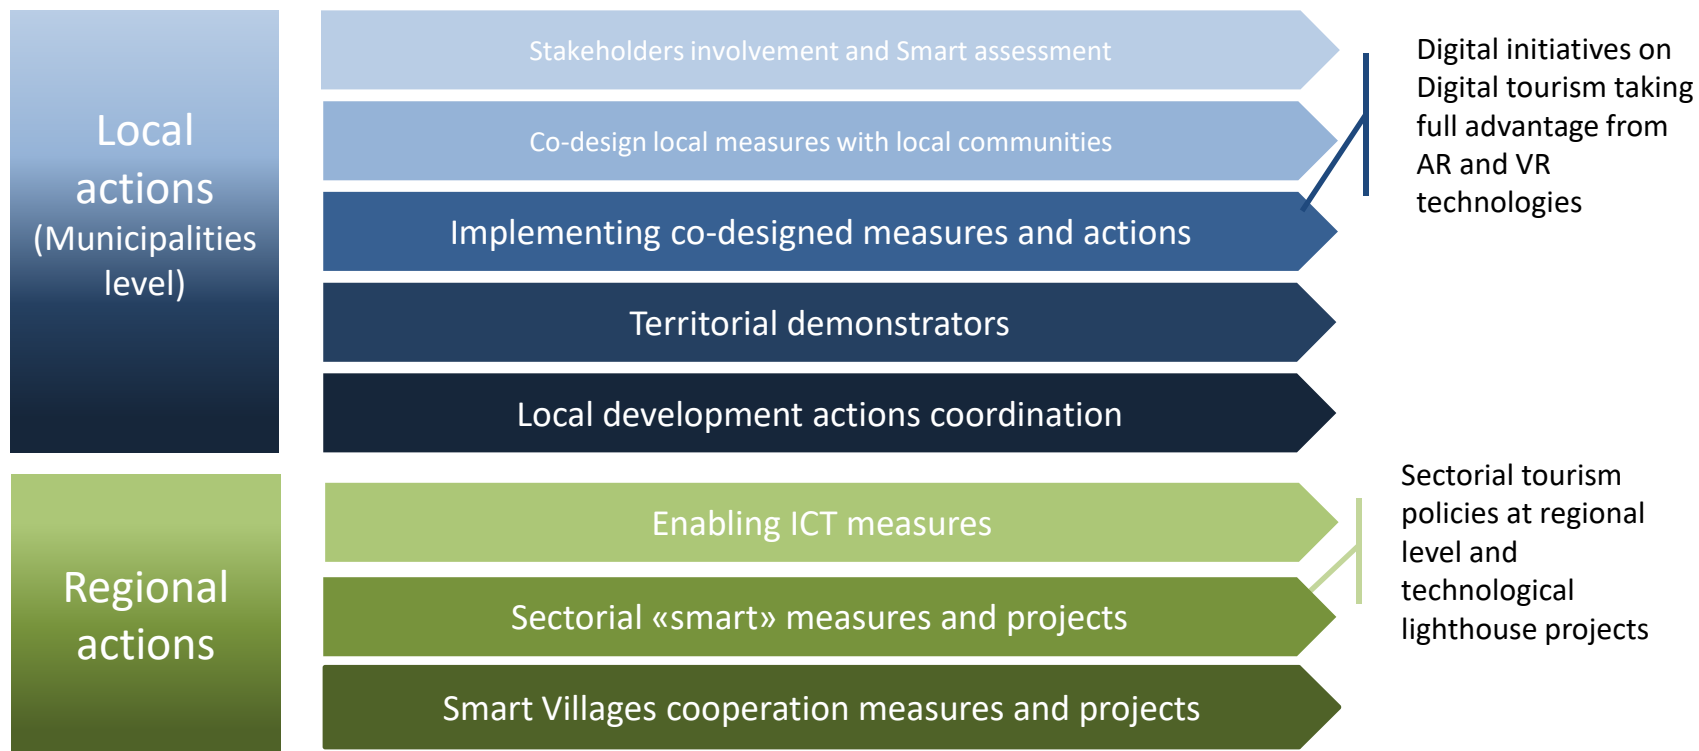 Local
actions
(Municipalities
level)
Stakeholders involvement and Smart assessment
Co-design local measures with local communities
Implementing co-designed measures and actions
Territorial demonstrators
Local development actions coordination
Digital initiatives on
Digital tourism taking
full advantage from
AR and VR
technologies
Regional
actions
Enabling ICT measures
Sectorial «smart» measures and projects
Smart Villages cooperation measures and projects
Sectorial tourism
policies at regional
level and
technological
lighthouse projects